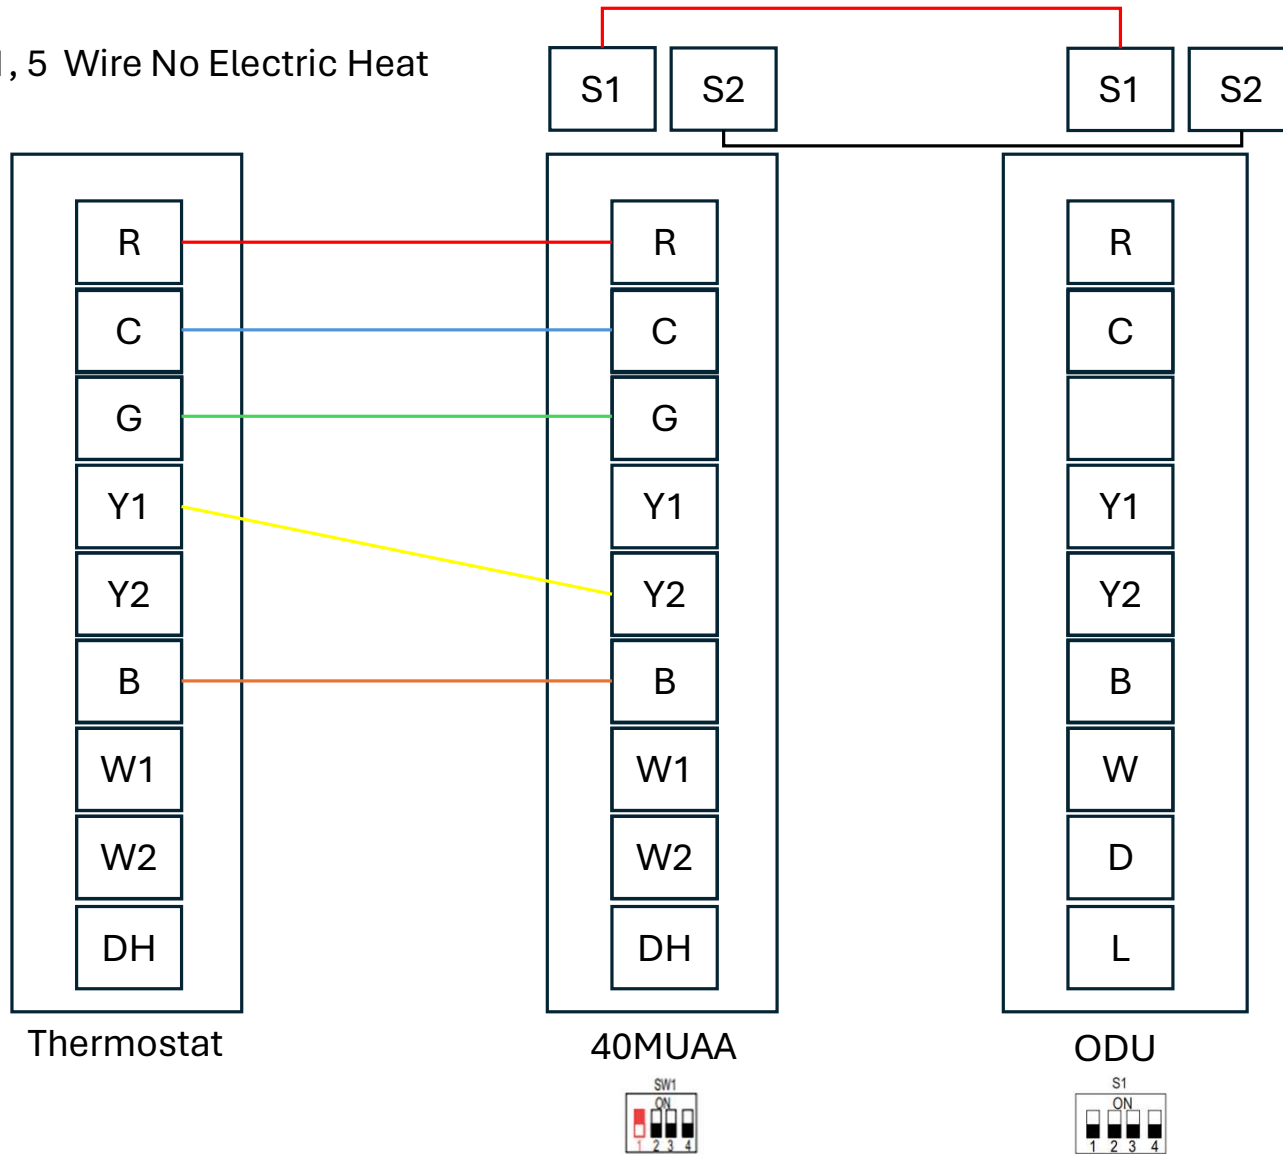 , 5 Wire No Electric Heat
S1 S2 S1 S2
R R R
C C C
G G
Y1 Y1 Y1
Y2 Y2 Y2
B B B
W1 W1 W
W2 W2 D
DH DH L
Thermostat 40MUAA ODU
SW1 S1
ON ON
1 2 3 4 1 2 3 4